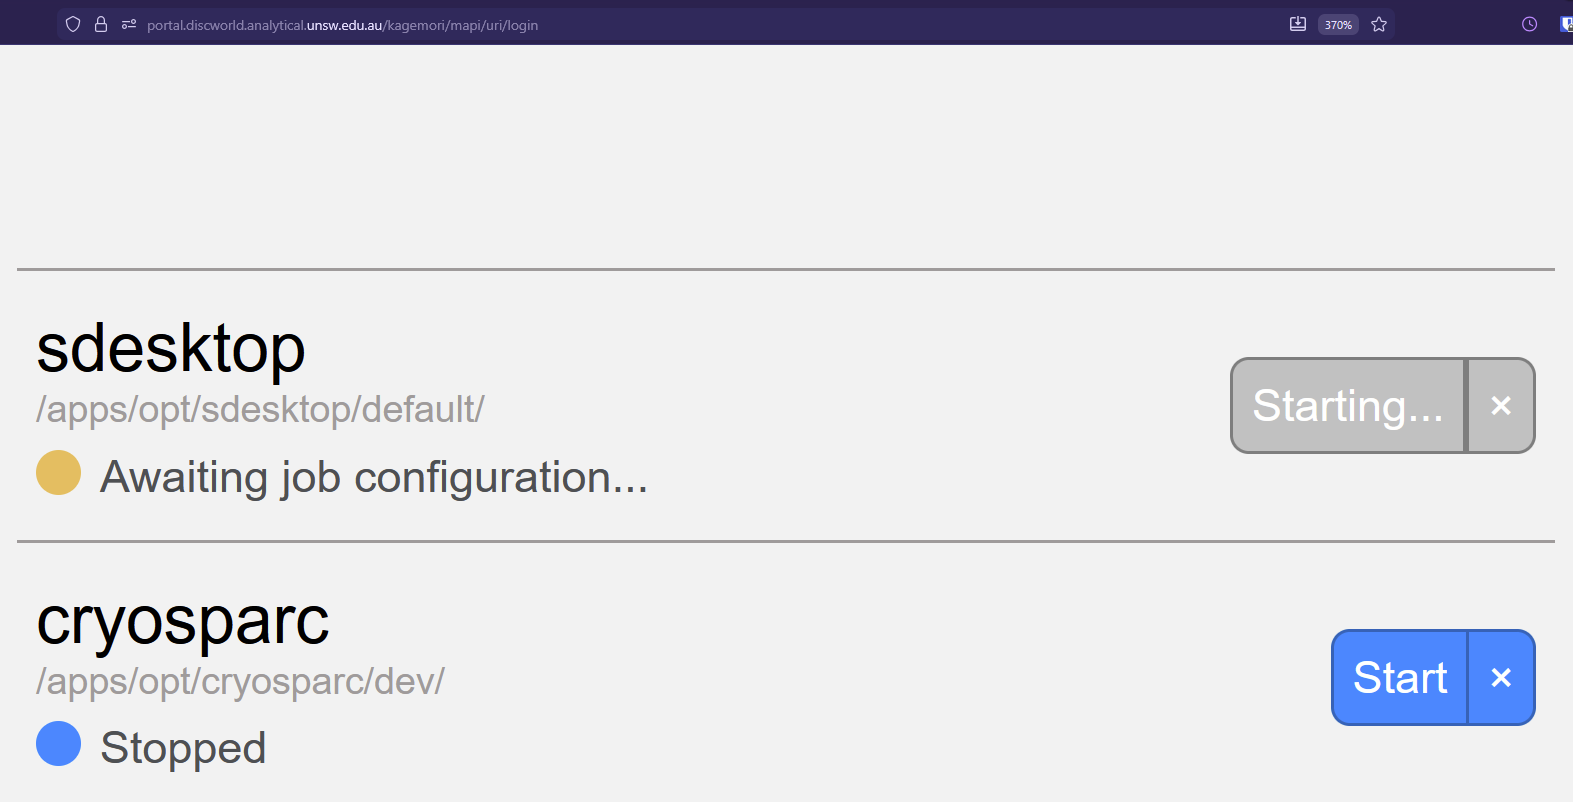 portal.discworld.analytical.unsw.edu.au/kagemori/mapi/uri/login
370%
sdesktop
/apps/opt/sdesktop/default/
Awaiting job configuration...
Starting...
×
cryosparc
/apps/opt/cryosparc/dev/
Stopped
Start
×